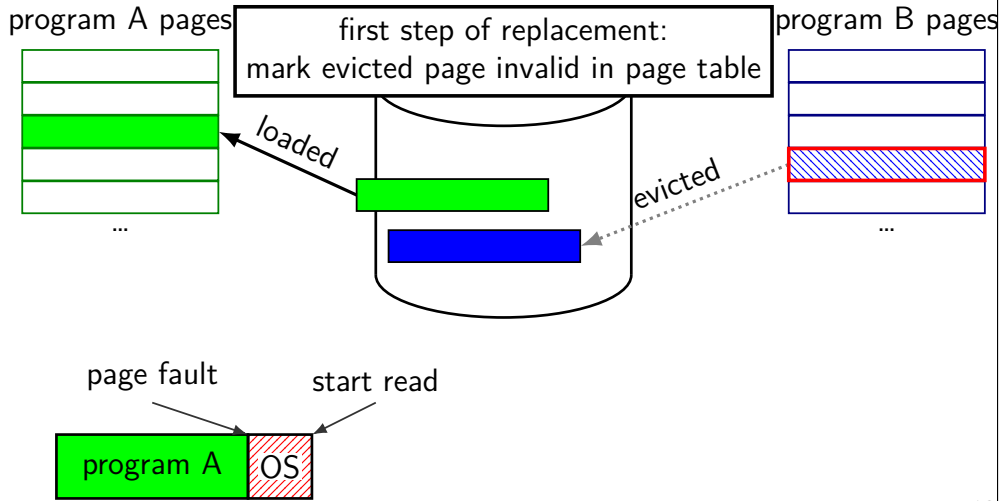 program A pages
first step of replacement:
mark evicted page invalid in page table
program B pages
loaded
evicted
...
...
page fault
start read
program A
OS